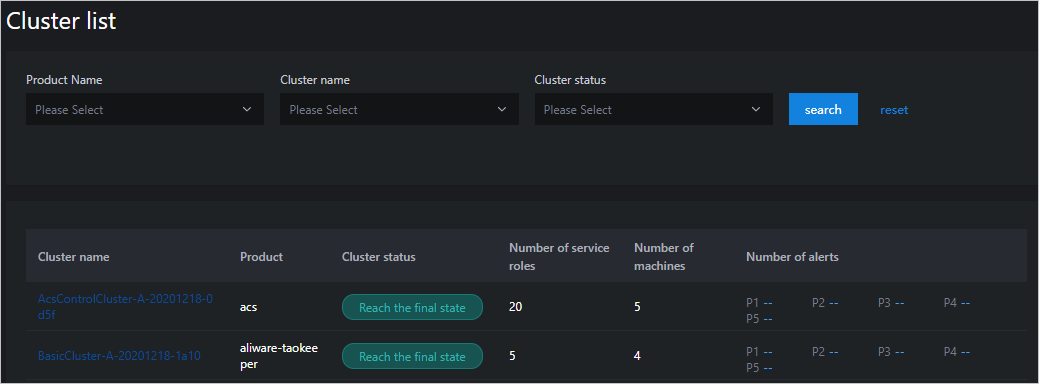 Cluster list
Product Name Cluster name Cluster status
Please Select Please Select Please Select search reset
Cluster name Product Cluster status Number of service roles Number of machines Number of alerts
AcsControlCluster-A-20201218-0
d5f
acs
Reach the final state
20
5
P1 -- P2 -- P3 -- P4 --
P5 --
BasicCluster-A-20201218-1a10
aliware-taokee
per
Reach the final state
5
4
P1 -- P2 -- P3 -- P4 --
P5 --